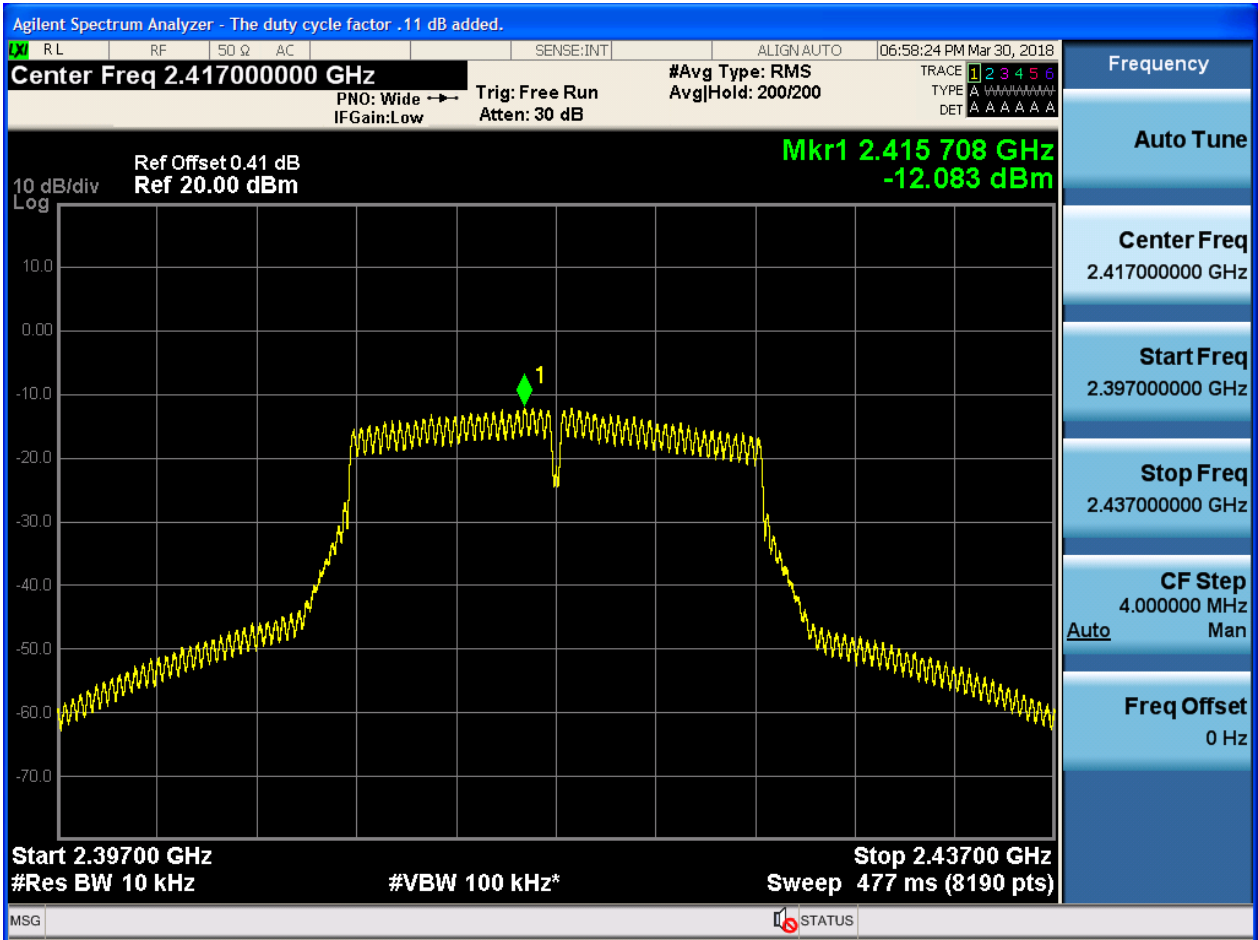 Agilent Spectrum Analyzer - The duty cycle factor .11 dB added.
LXI RL RF 50 Ω AC SENSE:INT ALIGN AUTO 06:58:24 PM Mar 30, 2018
Center Freq 2.417000000 GHz
PNO: Wide
IFGain:Low
Trig: Free Run
Atten: 30 dB
#Avg Type: RMS
Avg|Hold: 200/200
TRACE 1 2 3 4 5 6
TYPE A WWWWW
DET A A A A A A
Mkr1 2.415 708 GHz
-12.083 dBm
Ref Offset 0.41 dB
10 dB/div Ref 20.00 dBm
Log
10.0
0.00
1
-10.0
-20.0
-30.0
-40.0
-50.0
-60.0
-70.0
Start 2.39700 GHz Stop 2.43700 GHz
#Res BW 10 kHz #VBW 100 kHz* Sweep 477 ms (8190 pts)
MSG STATUS
Frequency
Auto Tune
Center Freq
2.417000000 GHz
Start Freq
2.397000000 GHz
Stop Freq
2.437000000 GHz
CF Step
4.000000 MHz
Auto Man
Freq Offset
0 Hz